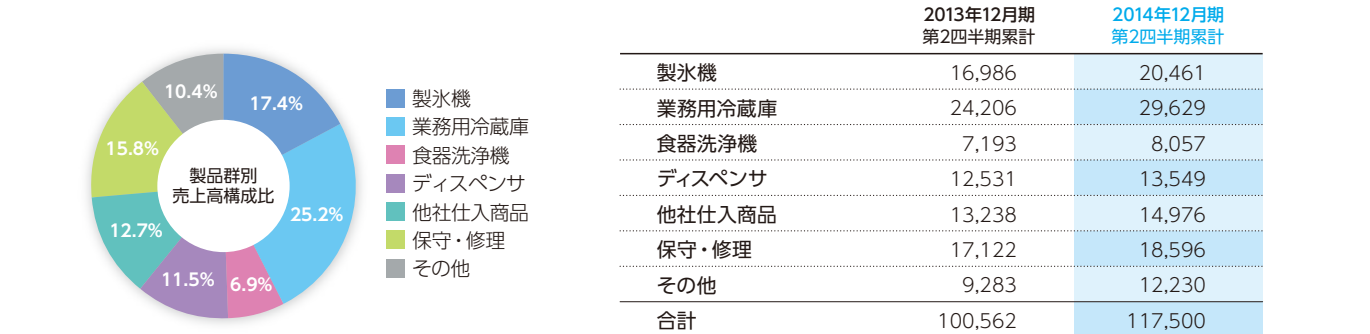 10.4%
17.4%
15.8%
25.2%
12.7%
11.5%
6.9%
製品群別
売上高構成比
製氷機
業務用冷蔵庫
食器洗浄機
ディスペンサ
他社仕入商品
保守・修理
その他
2013年12月期 2014年12月期
第2四半期累計 第2四半期累計
製氷機 16,986 20,461
業務用冷蔵庫 24,206 29,629
食器洗浄機 7,193 8,057
ディスペンサ 12,531 13,549
他社仕入商品 13,238 14,976
保守・修理 17,122 18,596
その他 9,283 12,230
合計 100,562 117,500